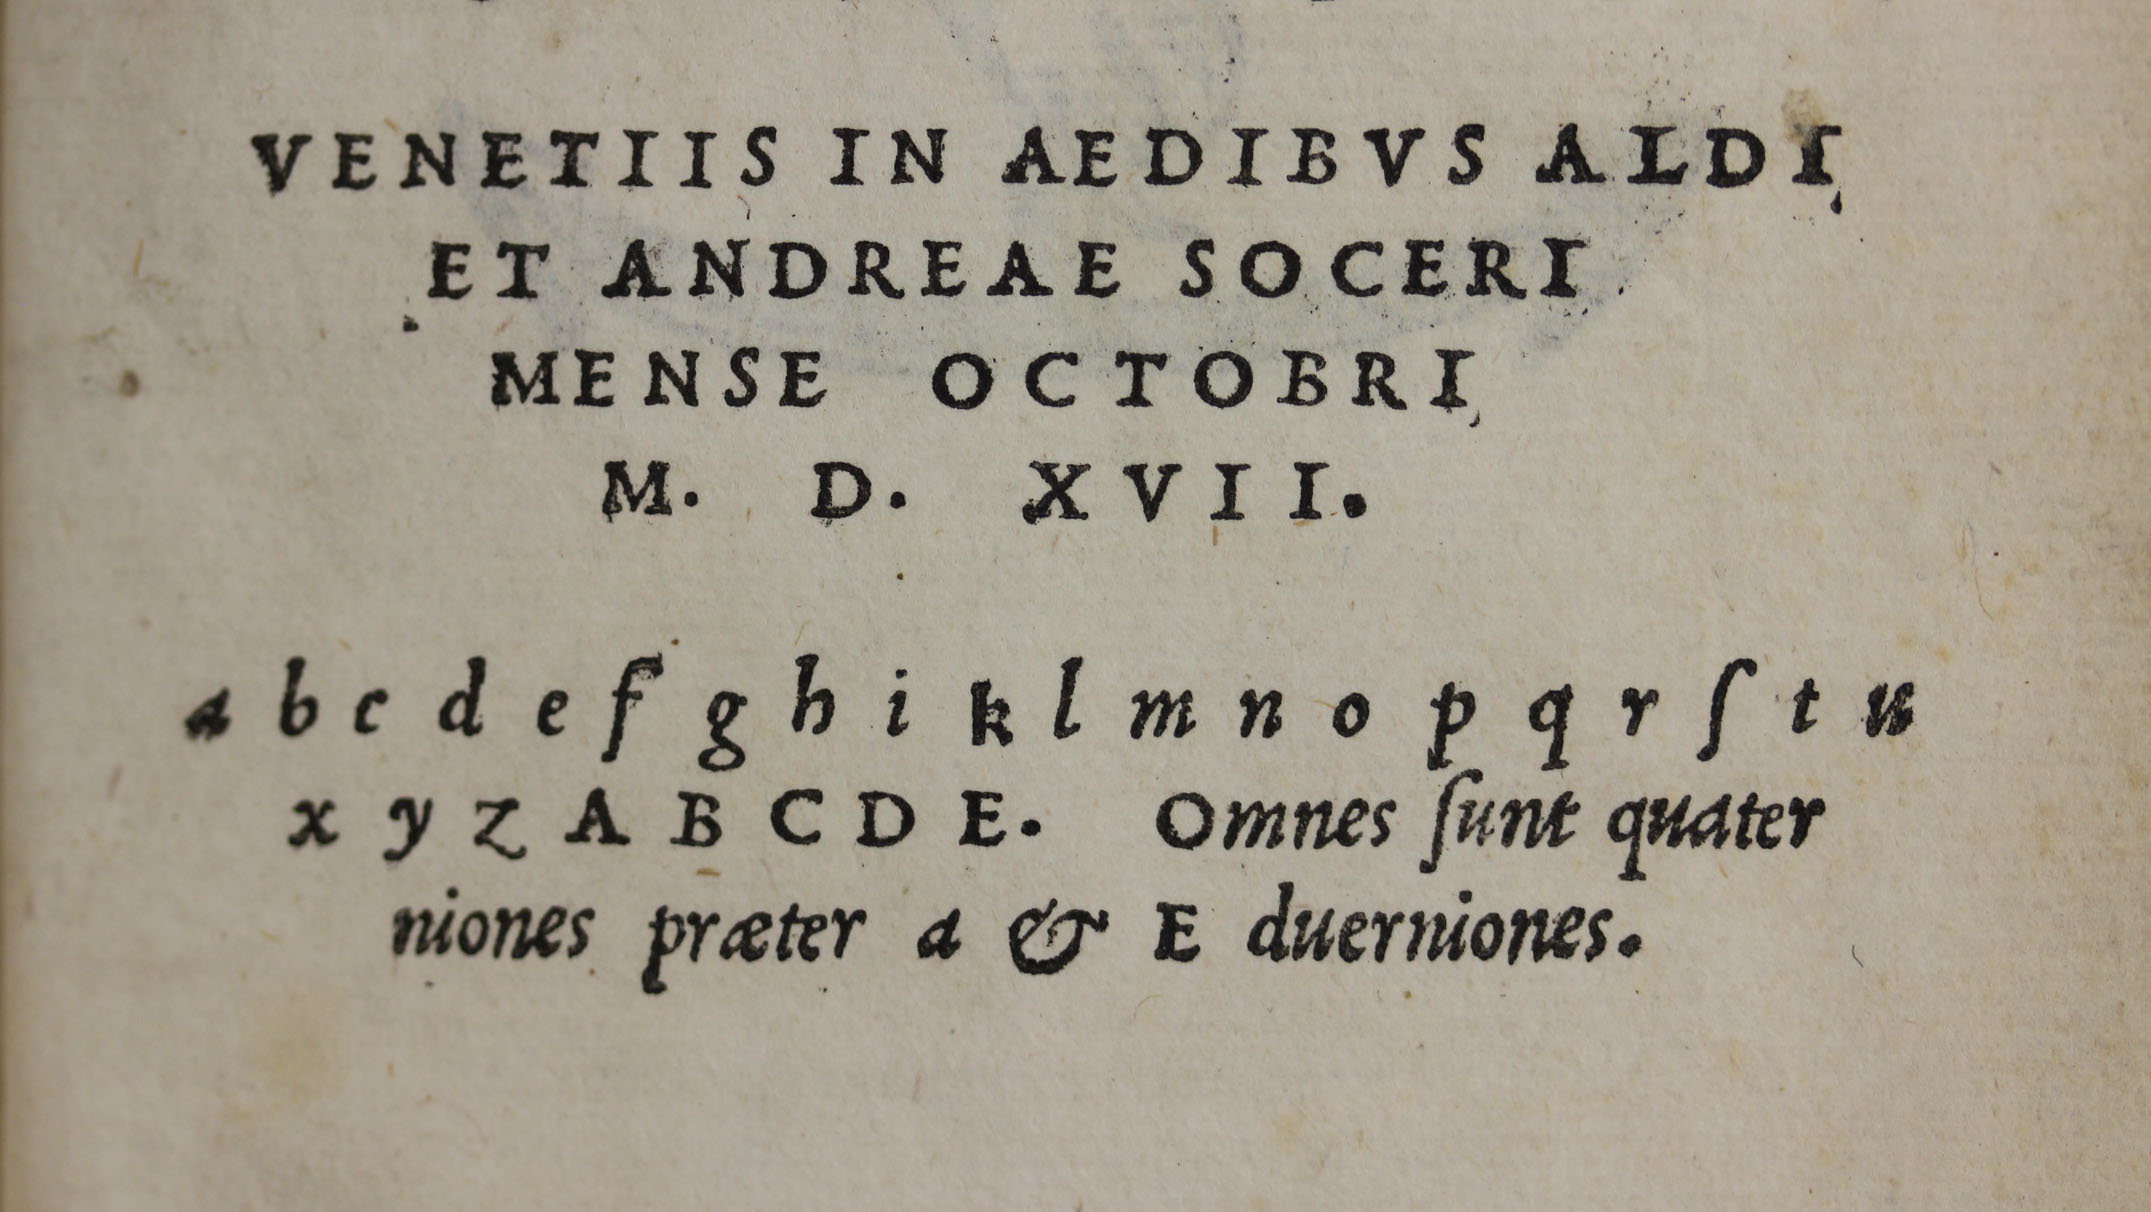 VENETIIS IN AEDIBVS ALDI,
ET ANDREAE SOCERI
MENSE OCTOBRI,
M. D. XVII.
a b c d e f g h i k l m n o p q r ſ t u
x y z A B C D E. Omnes ſunt quater
niones præter a & E duerniones.